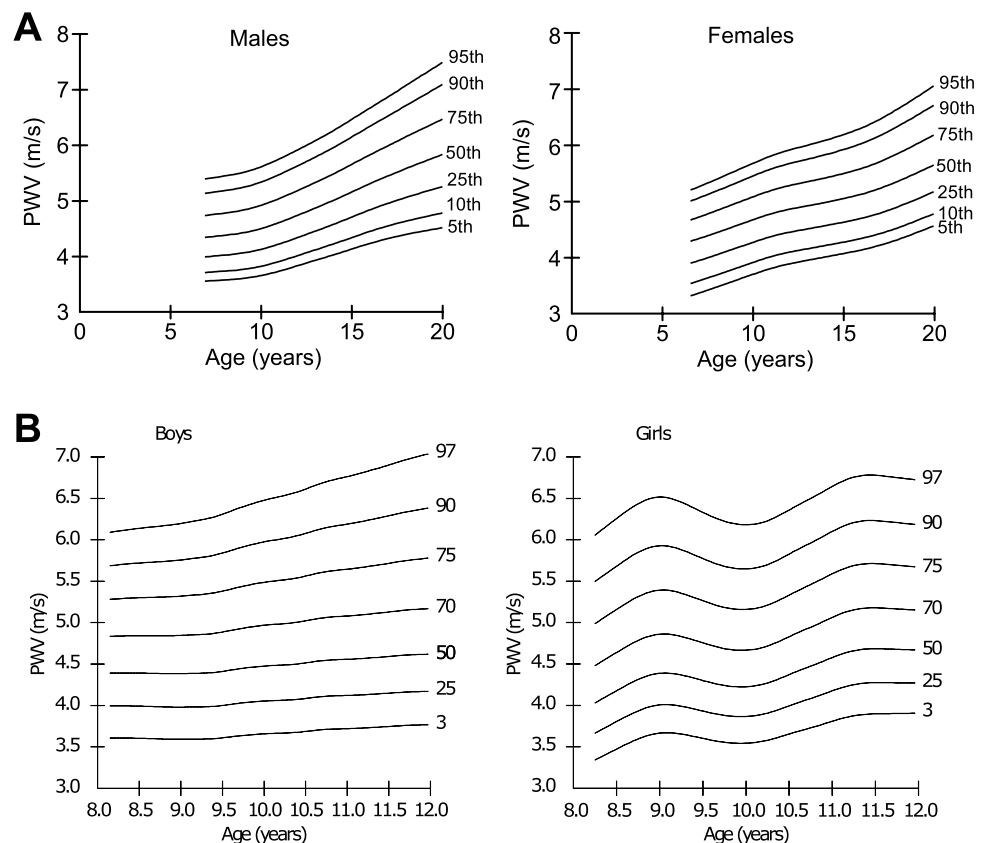 A
Males
Females
8
7
6
5
4
3
PWV (m/s)
95th
90th
75th
50th
25th
10th
5th
0 5 10 15 20
Age (years)
8
7
6
5
4
3
PWV (m/s)
95th
90th
75th
50th
25th
10th
5th
0 5 10 15 20
Age (years)
B
Boys
Girls
7.0
6.5
6.0
5.5
5.0
4.5
4.0
3.5
3.0
PWV (m/s)
97
90
75
70
50
25
3
8.0 8.5 9.0 9.5 10.0 10.5 11.0 11.5 12.0
Age (years)
7.0
6.5
6.0
5.5
5.0
4.5
4.0
3.5
3.0
PWV (m/s)
97
90
75
70
50
25
3
8.0 8.5 9.0 9.5 10.0 10.5 11.0 11.5 12.0
Age (years)